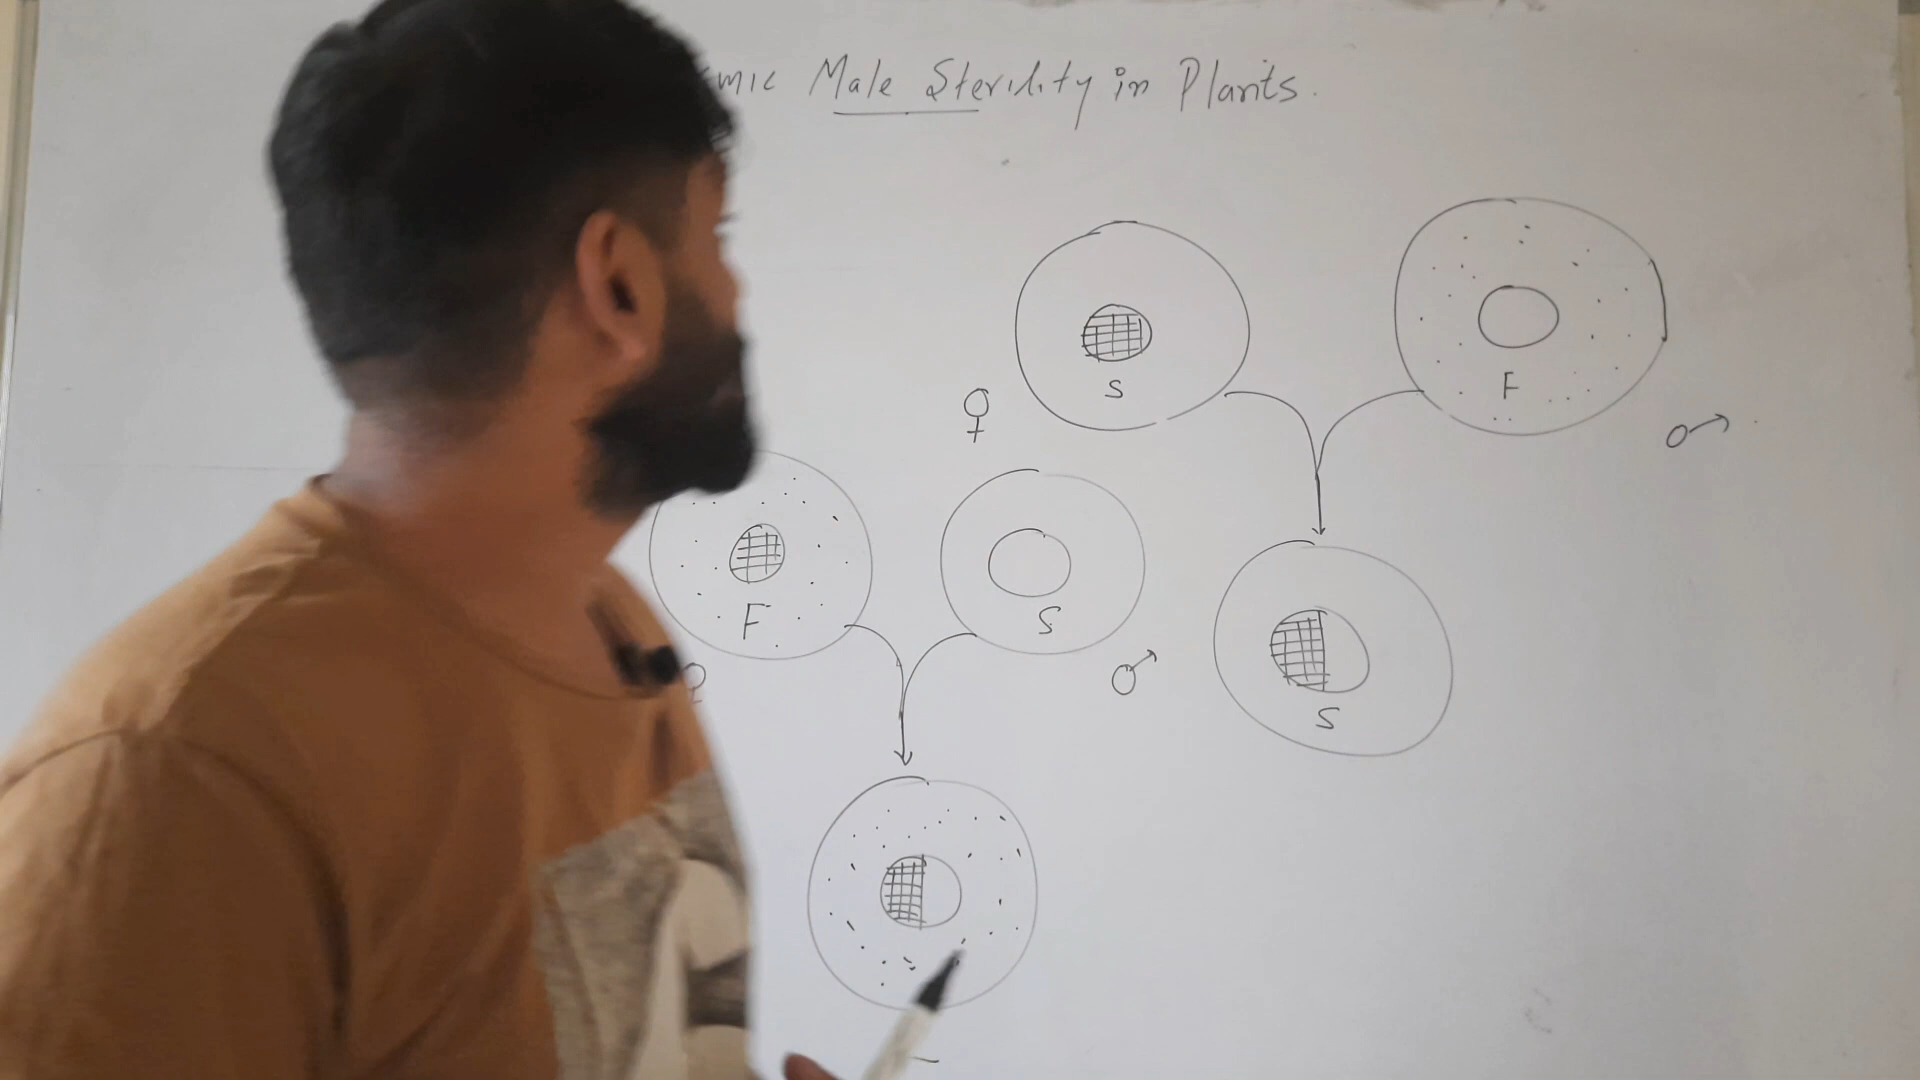 Male Sterility in Plants.
S
F
♀
♂
F
S
♀
♂
S